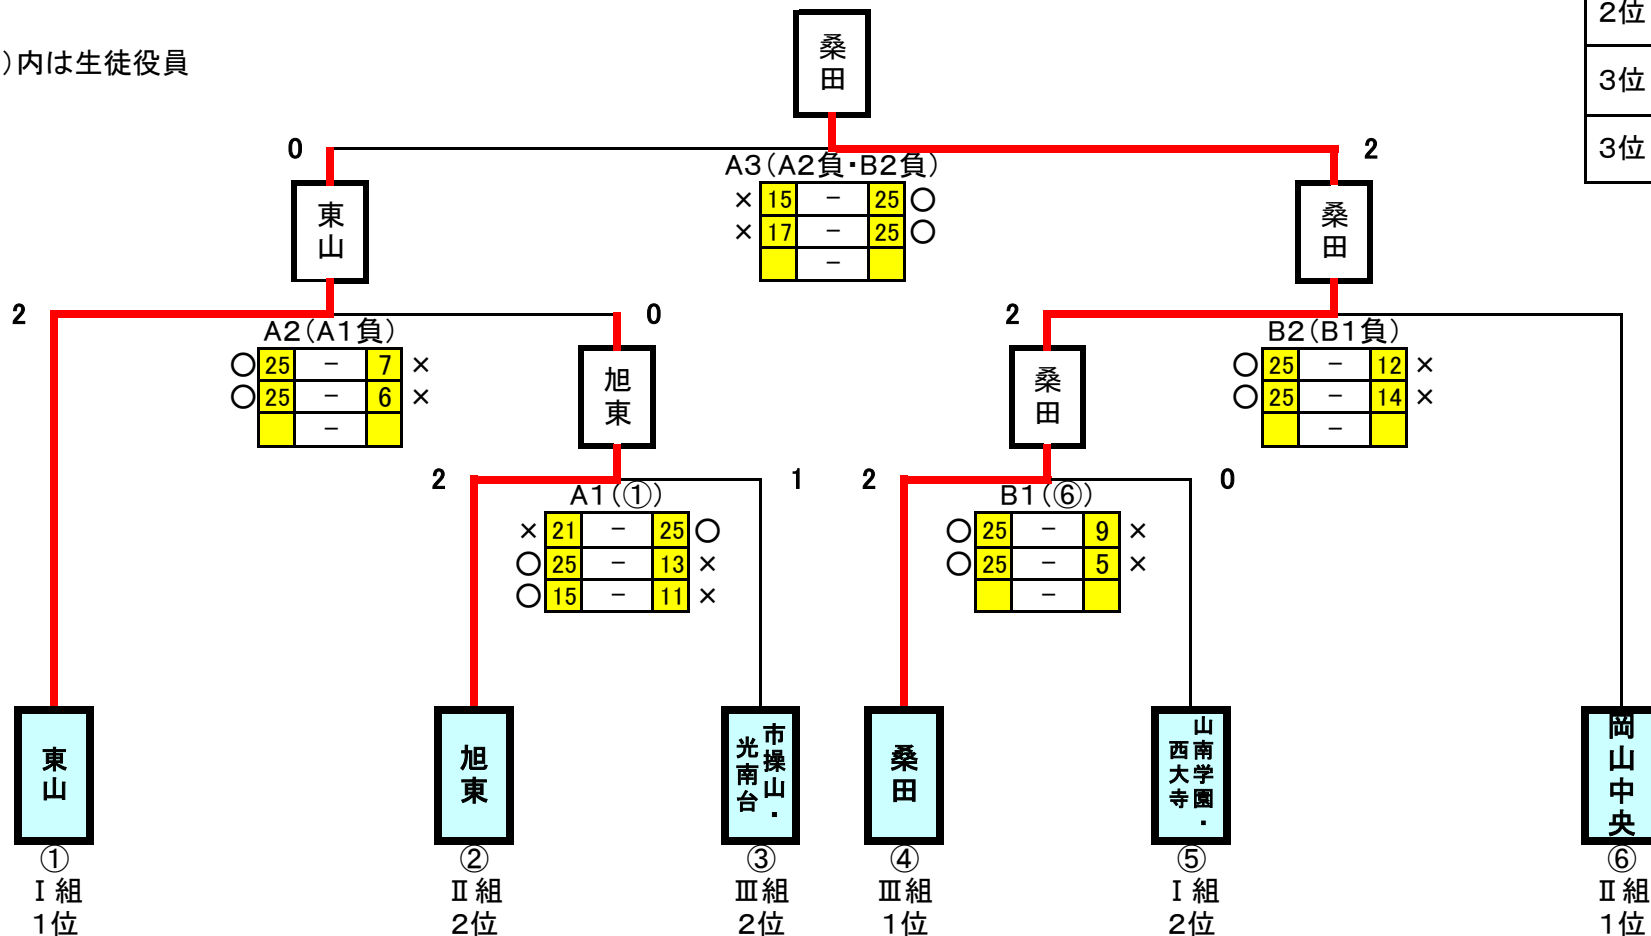 2位
桑田
)内は生徒役員
3位
0
2
3位
A3(A2負・B2負)
× 15 － 25 ○
× 17 － 25 ○
－
東山
桑田
2
0
2
A2(A1負)
B2(B1負)
○ 25 － 7 ×
○ 25 － 6 ×
－
○ 25 － 12 ×
○ 25 － 14 ×
－
旭東
桑田
2
1
2
0
A1(①)
B1(⑥)
× 21 － 25 ○
○ 25 － 13 ×
○ 15 － 11 ×
○ 25 － 9 ×
○ 25 － 5 ×
－
東山
旭東
市操山・
光南台
桑田
山南学園・
西大寺
岡山中央
① ② ③ ④ ⑤ ⑥
Ⅰ組 Ⅱ組 Ⅲ組 Ⅲ組 Ⅰ組 Ⅱ組
1位 2位 2位 1位 2位 1位